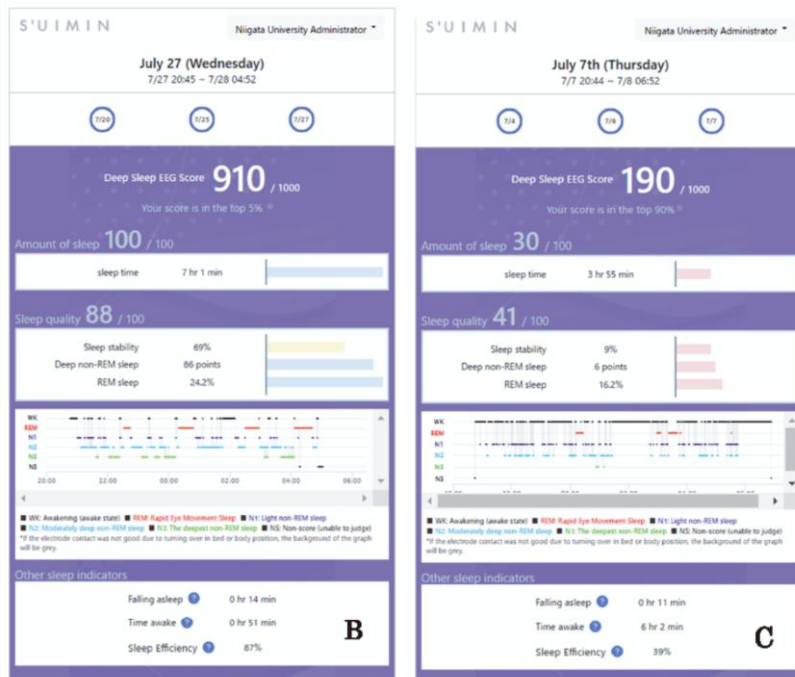 S'UIMIN
Niigata University Administrator
July 27 (Wednesday)
7/27 20:45 ~ 7/28 04:52
7/20
7/25
7/27
Deep Sleep EEG Score 910 / 1000
Your score is in the top 5%
Amount of sleep 100 / 100
sleep time 7 hr 1 min
Sleep quality 88 / 100
Sleep stability 69%
Deep non-REM sleep 86 points
REM sleep 24.2%
WK
REM
N1
N2
N3
NS
20:00 22:00 00:00 02:00 04:00 06:00
WK: Awakening (awake state) REM: Rapid Eye Movement Sleep N1: Light non-REM sleep
N2: Moderately deep non-REM sleep N3: The deepest non-REM sleep NS: Non-score (unable to judge)
*If the electrode contact was not good due to turning over in bed or body position, the background of the graph
will be grey.
Other sleep indicators
Falling asleep ? 0 hr 14 min
Time awake ? 0 hr 51 min
Sleep Efficiency ? 87%
B
S'UIMIN
Niigata University Administrator
July 7th (Thursday)
7/7 20:44 ~ 7/8 06:52
7/4
7/6
7/7
Deep Sleep EEG Score 190 / 1000
Your score is in the top 90%
Amount of sleep 30 / 100
sleep time 3 hr 55 min
Sleep quality 41 / 100
Sleep stability 9%
Deep non-REM sleep 6 points
REM sleep 16.2%
WK
REM
N1
N2
N3
NS
WK: Awakening (awake state) REM: Rapid Eye Movement Sleep N1: Light non-REM sleep
N2: Moderately deep non-REM sleep N3: The deepest non-REM sleep NS: Non-score (unable to judge)
*If the electrode contact was not good due to turning over in bed or body position, the background of the graph
will be grey.
Other sleep indicators
Falling asleep ? 0 hr 11 min
Time awake ? 6 hr 2 min
Sleep Efficiency ? 39%
C